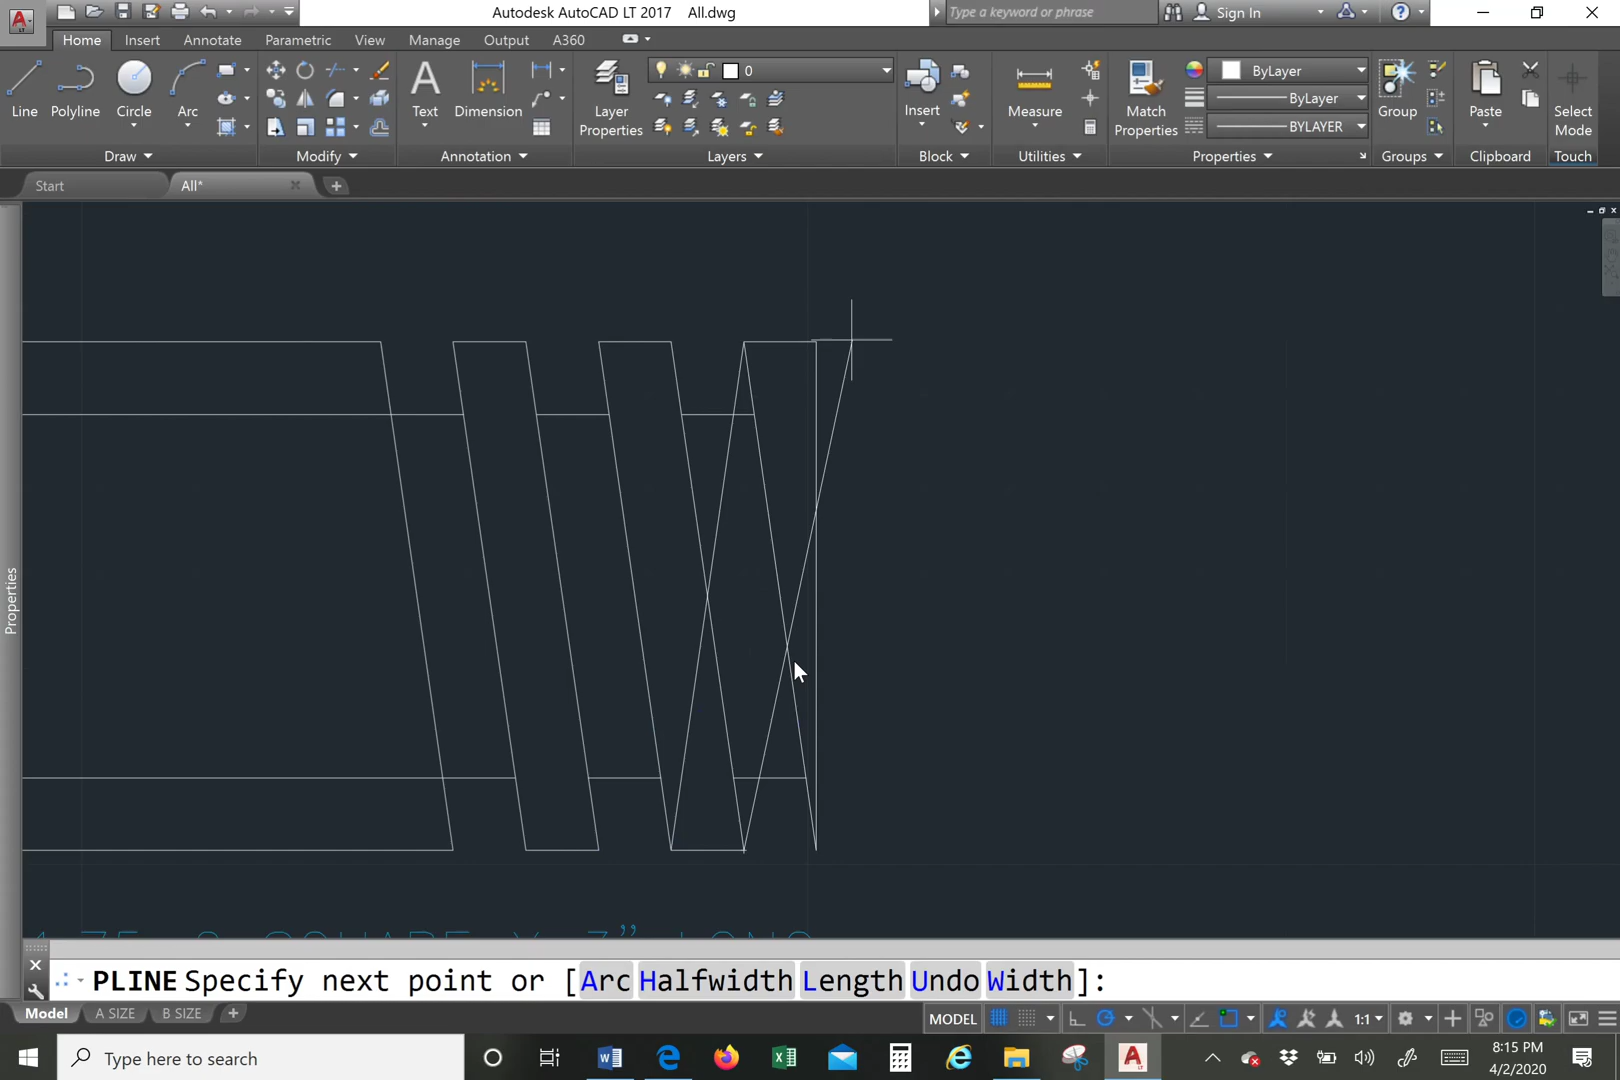 Autodesk AutoCAD LT 2017 All.dwg
Type a keyword or phrase
Sign In
Home Insert Annotate Parametric View Manage Output A360
Line Polyline Circle Arc
Text Dimension
Layer Properties
0
Insert
Measure
Match Properties
ByLayer
ByLayer
BYLAYER
Group
Paste
Select Mode
Draw Modify Annotation Layers Block Utilities Properties Groups Clipboard Touch
Start All*
Properties
SQUARE X 7" LONG
PLINE Specify next point or [Arc Halfwidth Length Undo Width]:
Model A SIZE B SIZE
MODEL 1:1
Type here to search
8:15 PM
4/2/2020